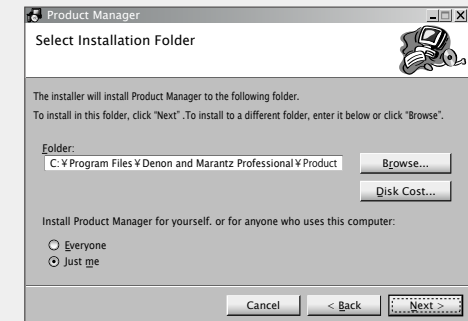 Product Manager
Select Installation Folder
The installer will install Product Manager to the following folder.
To install in this folder, click “Next” .To install to a different folder, enter it below or click “Browse”.
Folder:
C: ¥ Program Files ¥ Denon and Marantz Professional ¥ Product
Browse...
Disk Cost...
Install Product Manager for yourself. or for anyone who uses this computer:
Everyone
Just me
Cancel
< Back
Next >